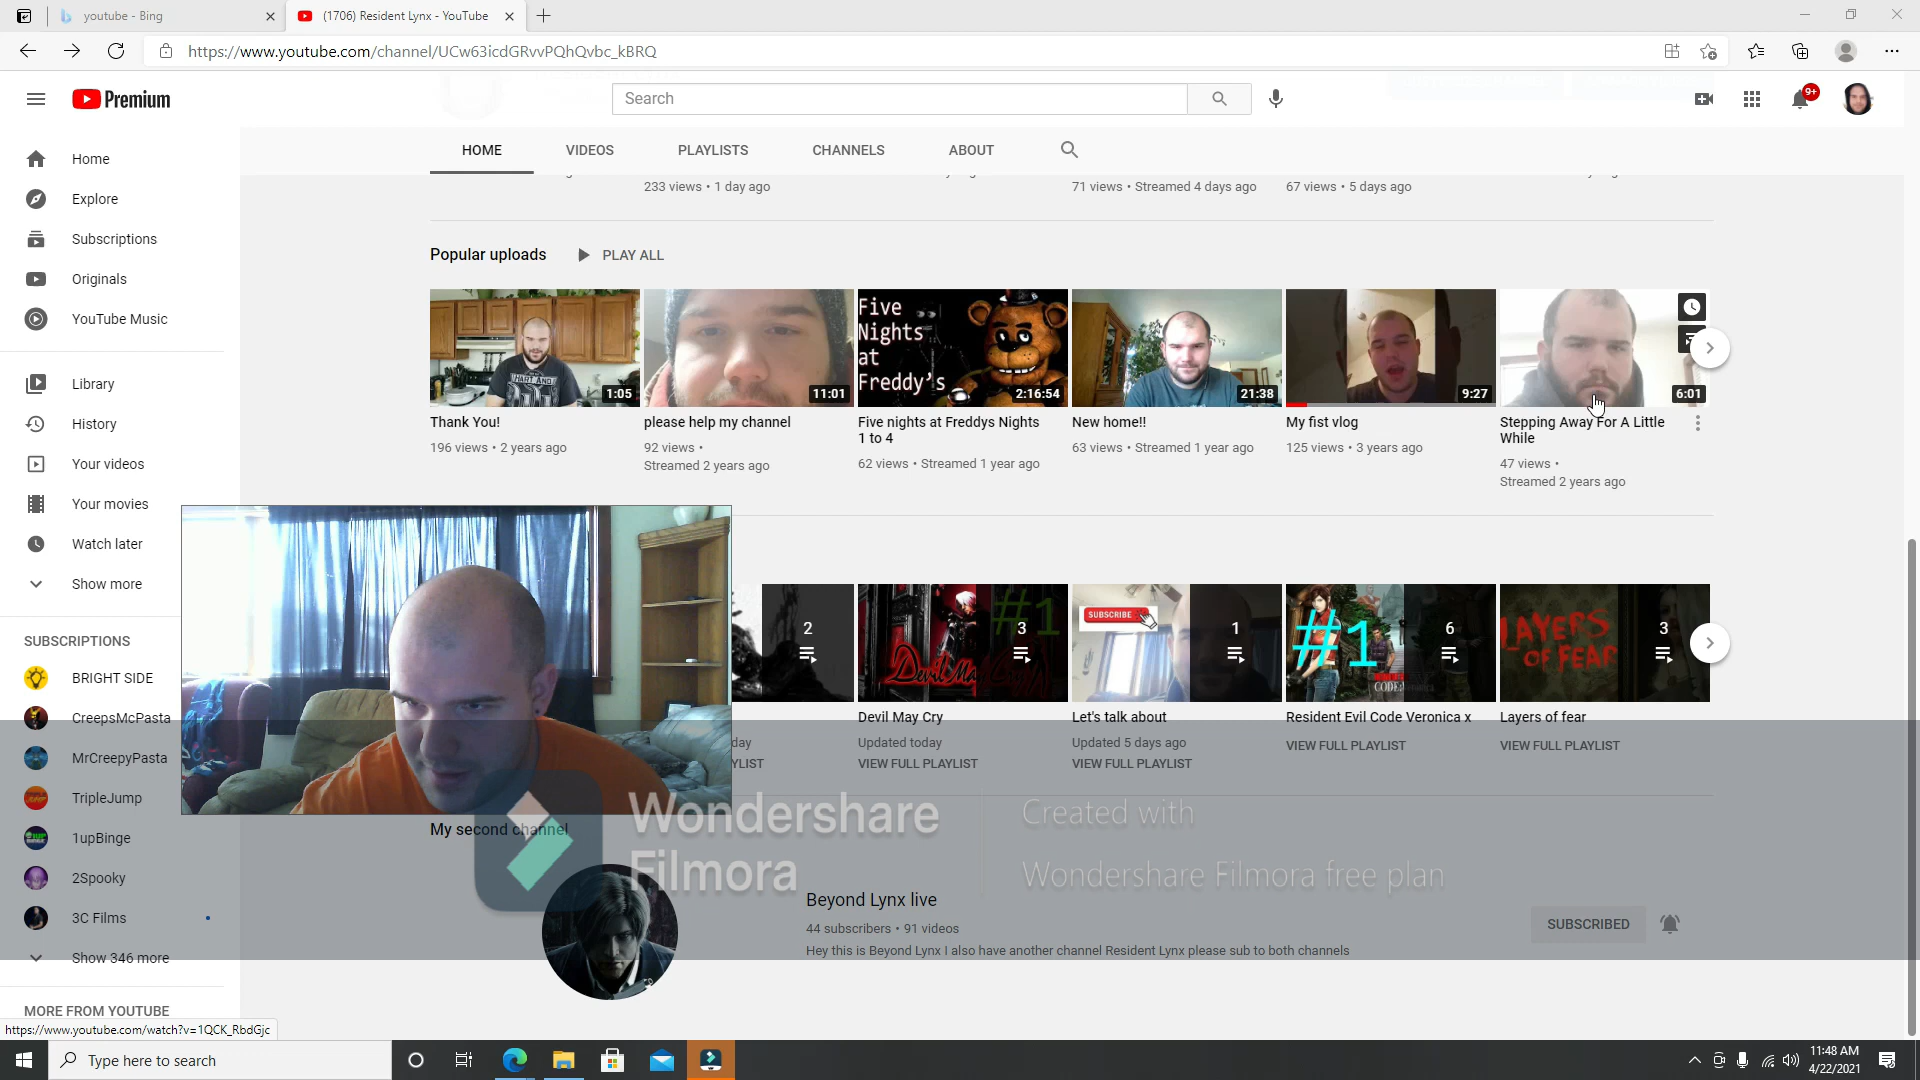 youtube - Bing
(1706) Resident Lynx - YouTube
https://www.youtube.com/channel/UCw63icdGRvvPQhQvbc_kBRQ
Premium
Search
9+
HOME
VIDEOS
PLAYLISTS
CHANNELS
ABOUT
Home
Explore
Subscriptions
Originals
YouTube Music
Library
History
Your videos
Your movies
Watch later
Show more
SUBSCRIPTIONS
BRIGHT SIDE
CreepsMcPasta
MrCreepyPasta
TripleJump
1upBinge
2Spooky
3C Films
Show 346 more
MORE FROM YOUTUBE
233 views • 1 day ago
71 views • Streamed 4 days ago
67 views • 5 days ago
Popular uploads
PLAY ALL
1:05
Thank You!
196 views • 2 years ago
11:01
please help my channel
92 views •
Streamed 2 years ago
Five
Nights
at
Freddy's
2:16:54
Five nights at Freddys Nights
1 to 4
62 views • Streamed 1 year ago
21:38
New home!!
63 views • Streamed 1 year ago
9:27
My fist vlog
125 views • 3 years ago
6:01
Stepping Away For A Little
While
47 views •
Streamed 2 years ago
2
day
YLIST
#1
Devil May Cry
3
Devil May Cry
Updated today
VIEW FULL PLAYLIST
SUBSCRIBE
1
Let's talk about
Updated 5 days ago
VIEW FULL PLAYLIST
#1
CODE:
6
Resident Evil Code Veronica x
VIEW FULL PLAYLIST
LAYERS
OF FEAR
3
Layers of fear
VIEW FULL PLAYLIST
My second channel
Wondershare
Filmora
Created with
Wondershare Filmora free plan
Beyond Lynx live
44 subscribers • 91 videos
Hey this is Beyond Lynx I also have another channel Resident Lynx please sub to both channels
SUBSCRIBED
https://www.youtube.com/watch?v=1QCK_RbdGjc
Type here to search
11:48 AM
4/22/2021